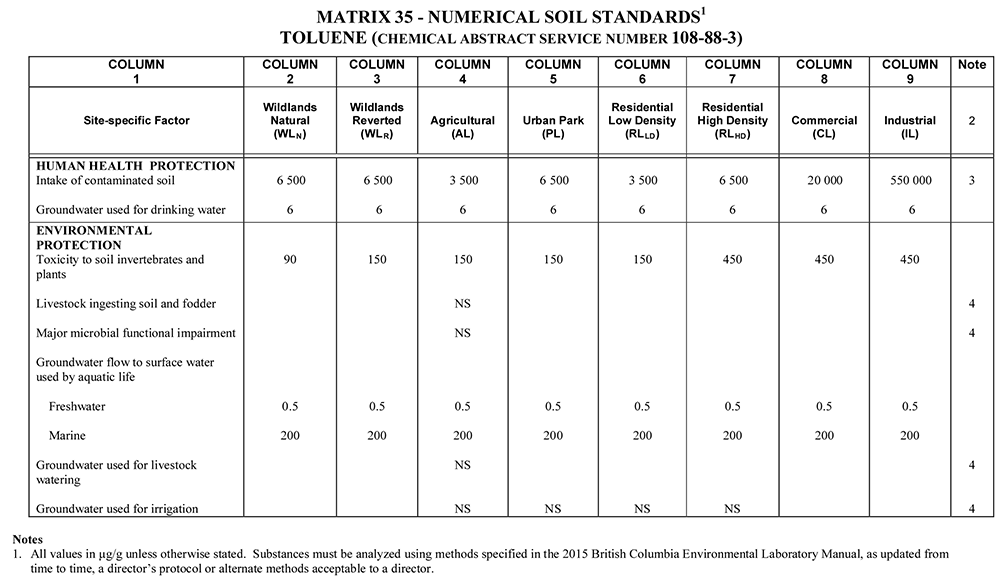 MATRIX 35 - NUMERICAL SOIL STANDARDS1
TOLUENE (CHEMICAL ABSTRACT SERVICE NUMBER 108-88-3)
COLUMN 1 COLUMN 2 COLUMN 3 COLUMN 4 COLUMN 5 COLUMN 6 COLUMN 7 COLUMN 8 COLUMN 9 Note
Site-specific Factor Wildlands Natural (WLN) Wildlands Reverted (WLR) Agricultural (AL) Urban Park (PL) Residential Low Density (RLLD) Residential High Density (RLHD) Commercial (CL) Industrial (IL) 2
HUMAN HEALTH PROTECTION
Intake of contaminated soil 6 500 6 500 3 500 6 500 3 500 6 500 20 000 550 000 3
Groundwater used for drinking water 6 6 6 6 6 6 6 6
ENVIRONMENTAL
PROTECTION
Toxicity to soil invertebrates and 90 150 150 150 150 450 450 450
plants
Livestock ingesting soil and fodder NS 4
Major microbial functional impairment NS 4
Groundwater flow to surface water
used by aquatic life
Freshwater 0.5 0.5 0.5 0.5 0.5 0.5 0.5 0.5
Marine 200 200 200 200 200 200 200 200
Groundwater used for livestock NS 4
watering
Groundwater used for irrigation NS NS NS NS 4
Notes
1. All values in µg/g unless otherwise stated. Substances must be analyzed using methods specified in the 2015 British Columbia Environmental Laboratory Manual, as updated from
time to time, a director's protocol or alternate methods acceptable to a director.